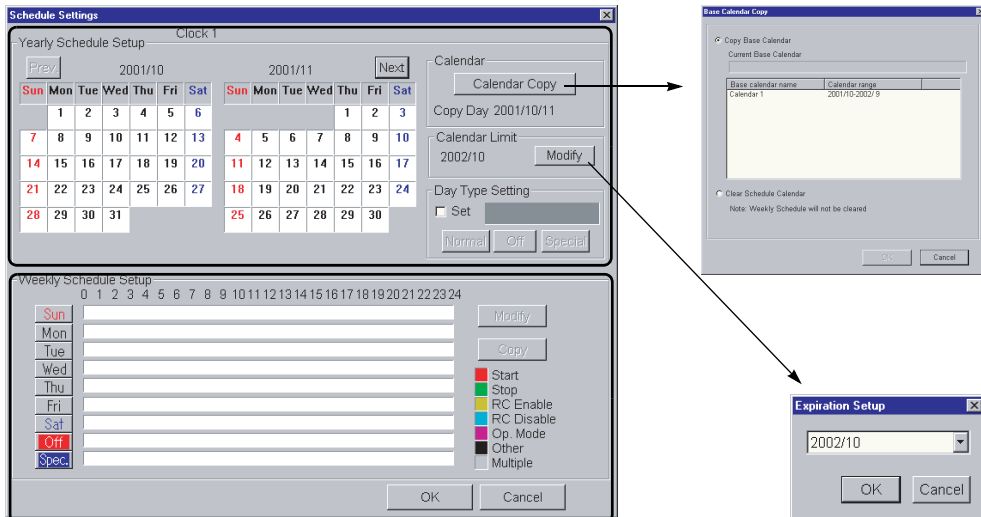 Schedule Settings
Clock 1
Yearly Schedule Setup
Prev
2001/10
Sun Mon Tue Wed Thu Fri Sat
1 2 3 4 5 6
7 8 9 10 11 12 13
14 15 16 17 18 19 20
21 22 23 24 25 26 27
28 29 30 31
2001/11
Next
Sun Mon Tue Wed Thu Fri Sat
1 2 3
4 5 6 7 8 9 10
11 12 13 14 15 16 17
18 19 20 21 22 23 24
25 26 27 28 29 30
Calendar
Calendar Copy
Copy Day 2001/10/11
Calendar Limit
2002/10
Modify
Day Type Setting
Set
Normal Off Special
Weekly Schedule Setup
0 1 2 3 4 5 6 7 8 9 10 11 12 13 14 15 16 17 18 19 20 21 22 23 24
Sun
Mon
Tue
Wed
Thu
Fri
Sat
Off
Spec.
Modify
Copy
Start
Stop
RC Enable
RC Disable
Op. Mode
Other
Multiple
OK Cancel
Base Calendar Copy
Copy Base Calendar
Current Base Calendar
Base calendar name Calendar range
Calendar 1 2001/10-2002/ 9
Clear Schedule Calendar
Note: Weekly Schedule will not be cleared
OK Cancel
Expiration Setup
2002/10
OK Cancel